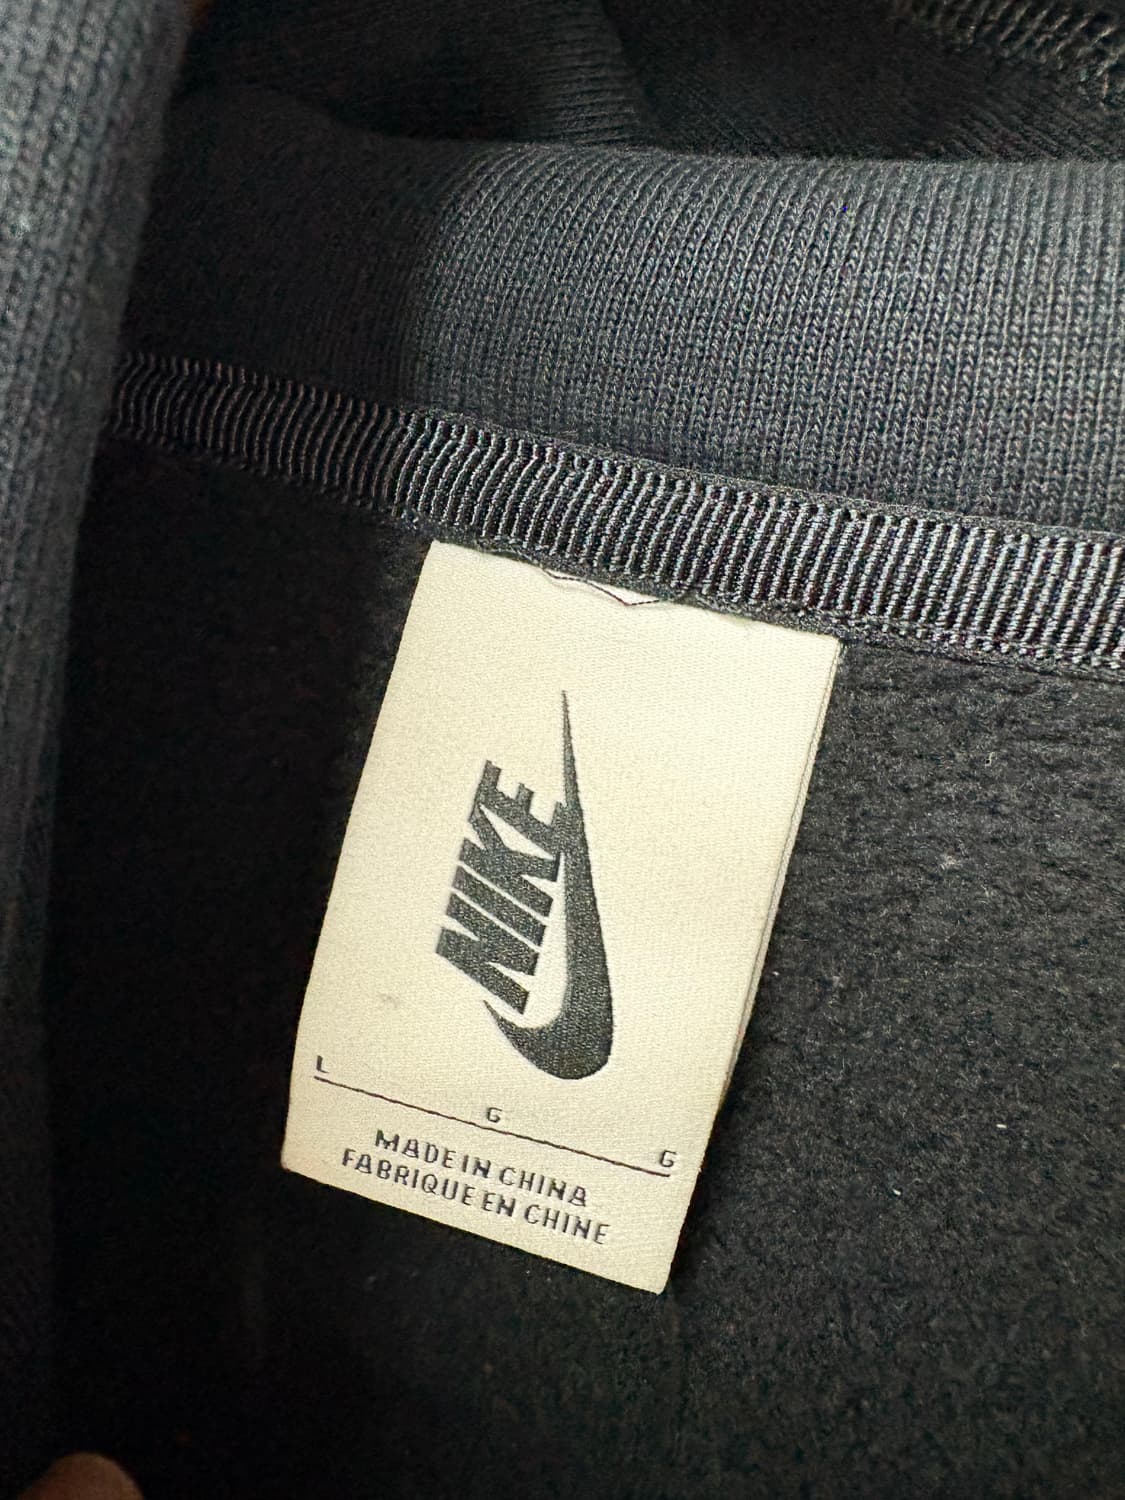 NIKE
L G G
MADE IN CHINA
FABRIQUE EN CHINE